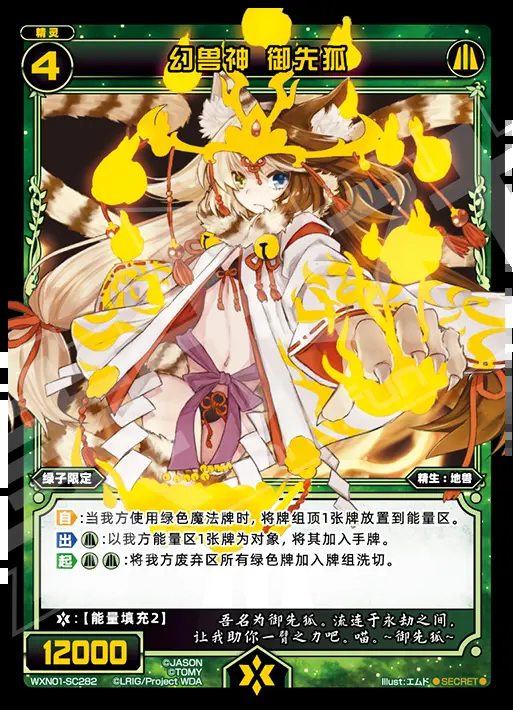 精灵
4
幻兽神 御先狐
绿子限定
精生:地兽
自:当我方使用绿色魔法牌时,将牌组顶1张牌放置到能量区。
出 :以我方能量区1张牌为对象,将其加入手牌。
起 :将我方废弃区所有绿色牌加入牌组洗切。
:【能量填充2】
吾名为御先狐。流连于永劫之间,
让我助你一臂之力吧。喵。~御先狐~
12000
©JASON
©TOMY
WXN01-SC282 ©LRIG/Project WDA
Illust:エムド ●SECRET●